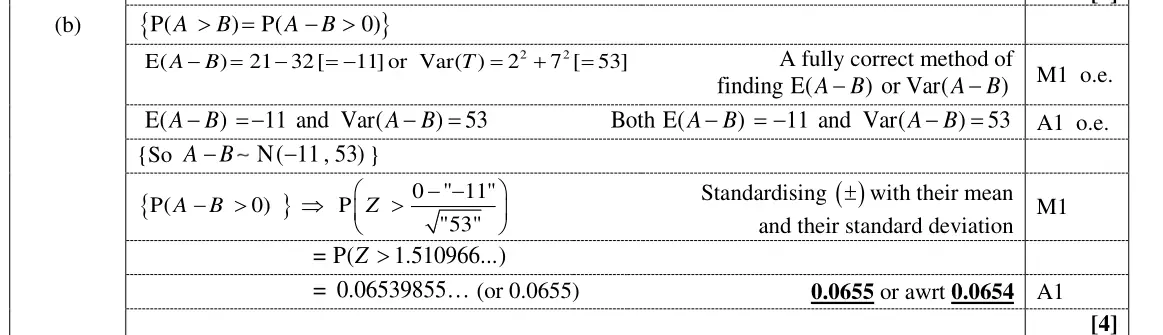 (b) {P(A > B) = P(A − B > 0)}
E(A − B) = 21 − 32 [= −11] or Var(T) = 2² + 7² [= 53] A fully correct method of finding E(A − B) or Var(A − B) M1 o.e.
E(A − B) = −11 and Var(A − B) = 53 Both E(A − B) = −11 and Var(A − B) = 53 A1 o.e.
{So A − B ~ N(−11, 53)}
{P(A − B > 0)} ⇒ P(Z > (0 − "−11")/√"53") Standardising (±) with their mean and their standard deviation M1
= P(Z > 1.510966...)
= 0.06539855… (or 0.0655) 0.0655 or awrt 0.0654 A1
[4]